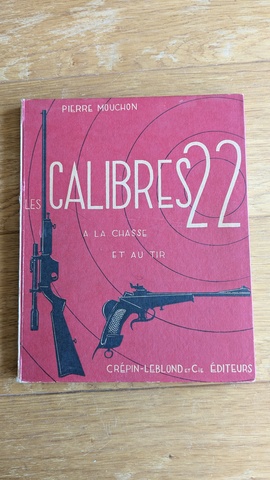 PIERRE MOUCHON
LES CALIBRES 22
A LA CHASSE
ET AU TIR
CRÉPIN-LEBLOND ET CIE ÉDITEURS